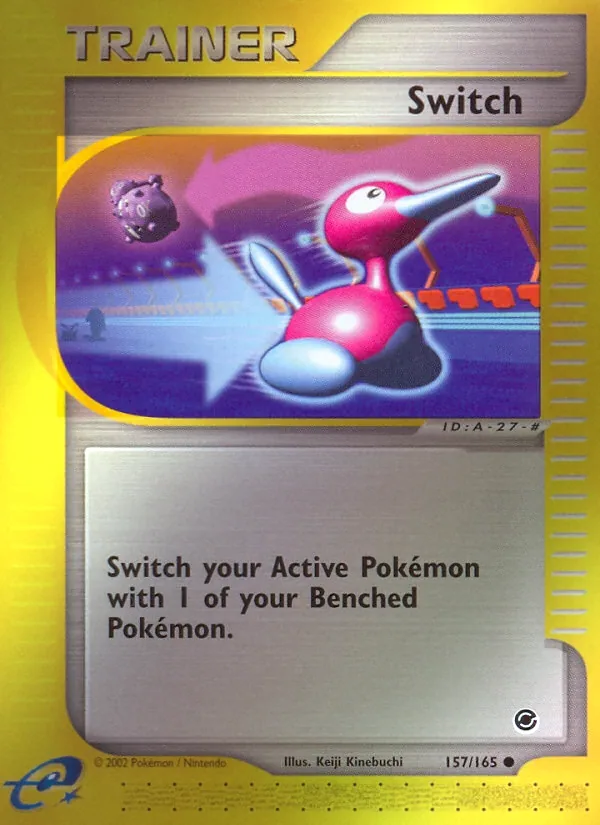 TRAINER
Switch
ID:A-27-#
Switch your Active Pokémon
with 1 of your Benched
Pokémon.
© 2002 Pokémon / Nintendo
Illus. Keiji Kinebuchi
157/165
e